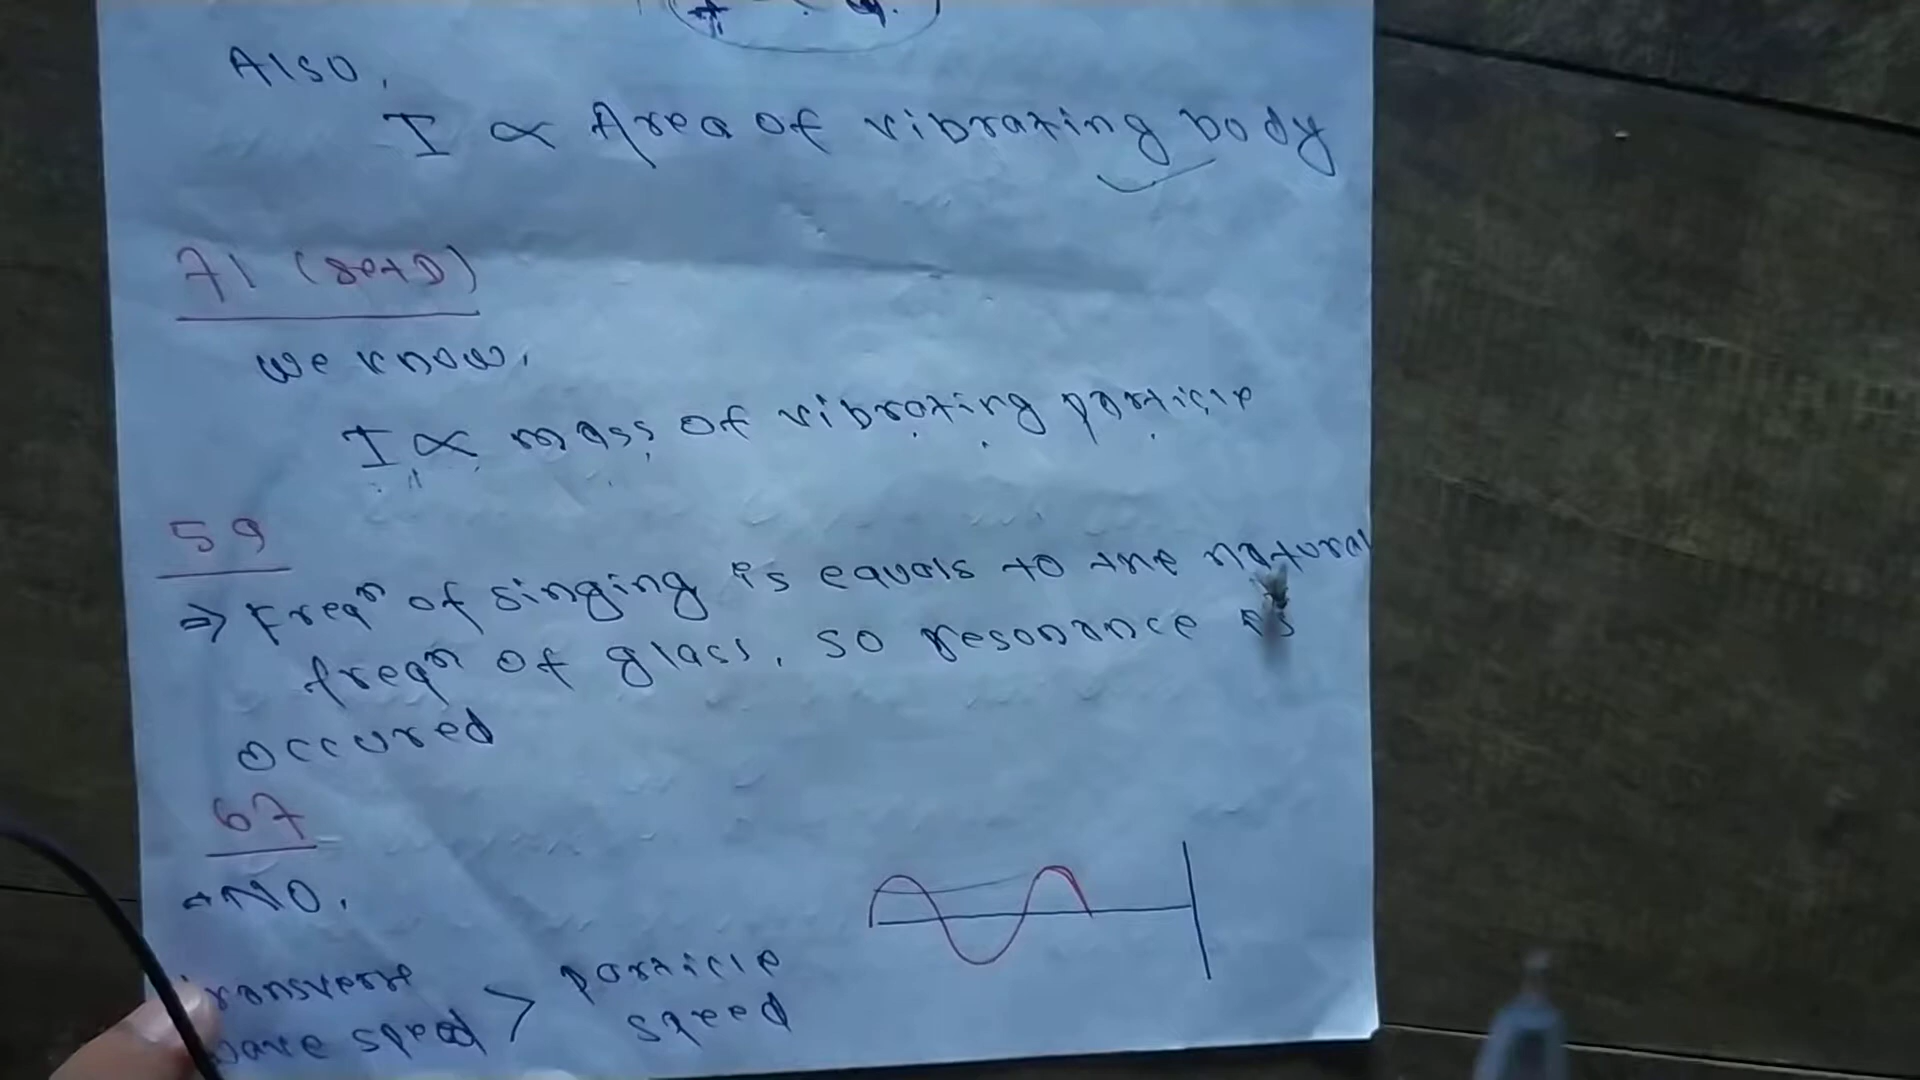 Also,
I ∝ Area of vibrating body
71 (set D)
we know,
I ∝ mass of vibrating particle
59
⇒ Freqn of singing is equals to the natural
freqn of glass, so resonance is
occured
67
→ NO.
transverse
wave speed > particle
speed